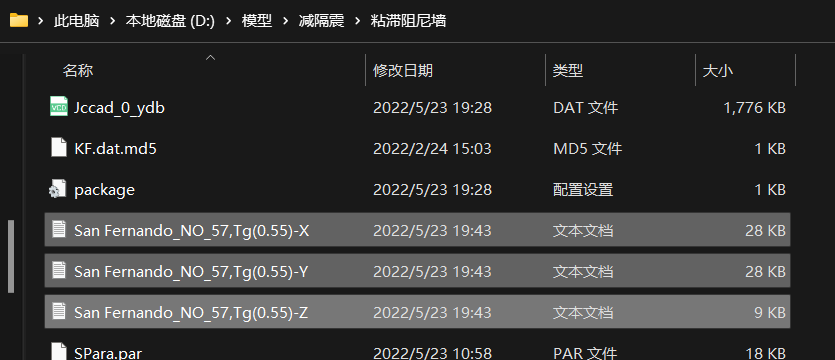 此电脑 › 本地磁盘 (D:) › 模型 › 减隔震 › 粘滞阻尼墙
名称 修改日期 类型 大小
Jccad_0_ydb 2022/5/23 19:28 DAT 文件 1,776 KB
KF.dat.md5 2022/2/24 15:03 MD5 文件 1 KB
package 2022/5/23 19:28 配置设置 1 KB
San Fernando_NO_57,Tg(0.55)-X 2022/5/23 19:43 文本文档 28 KB
San Fernando_NO_57,Tg(0.55)-Y 2022/5/23 19:43 文本文档 28 KB
San Fernando_NO_57,Tg(0.55)-Z 2022/5/23 19:43 文本文档 9 KB
SPara.par 2022/5/23 10:58 PAR 文件 18 KB